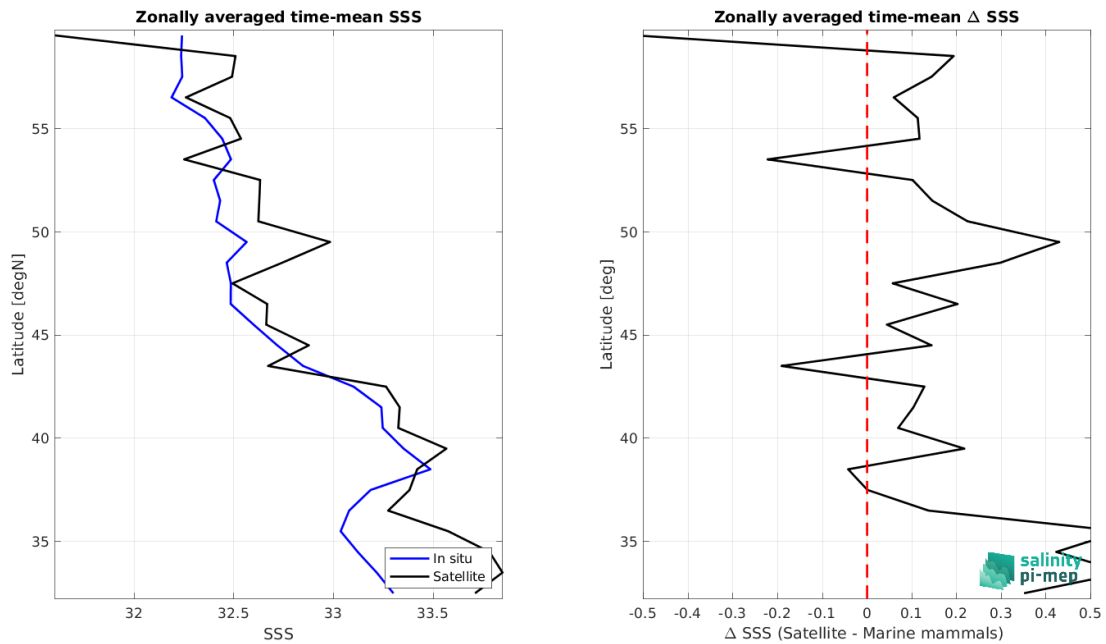 Zonally averaged time-mean SSS
Latitude [degN]
55
50
45
40
35
32
32.5
33
33.5
SSS
In situ
Satellite
Zonally averaged time-mean Δ SSS
Latitude [deg]
55
50
45
40
35
-0.5 -0.4 -0.3 -0.2 -0.1 0 0.1 0.2 0.3 0.4 0.5
Δ SSS (Satellite - Marine mammals)
salinity
pi-mep